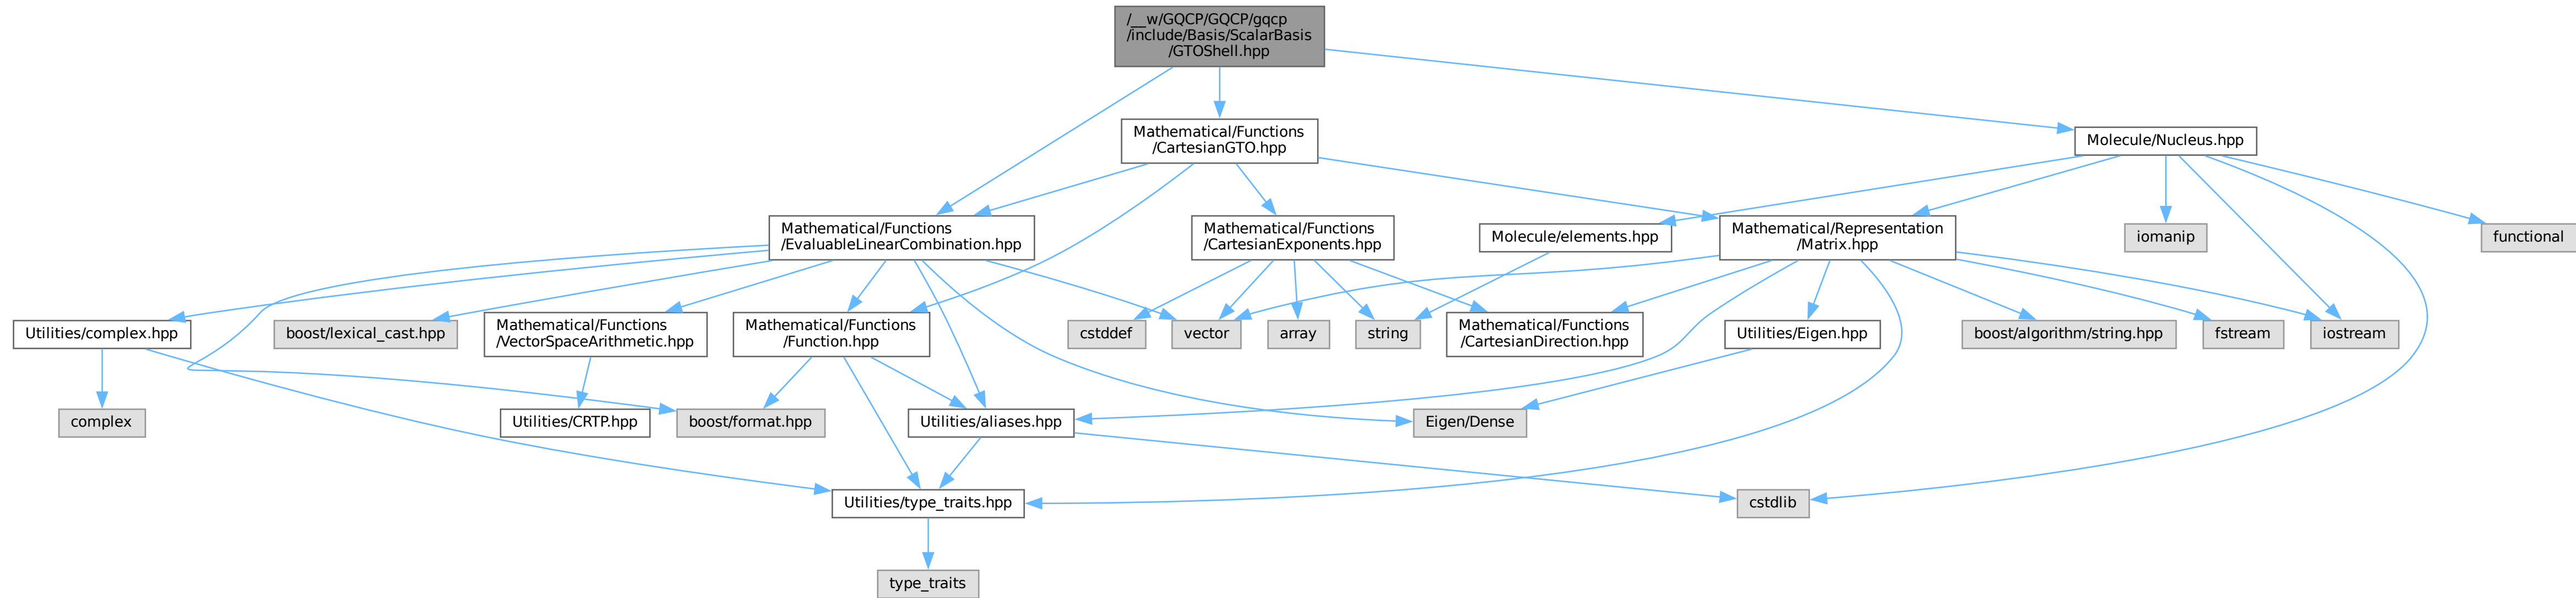 /__w/GQCP/GQCP/gqcp
/include/Basis/ScalarBasis
/GTOShell.hpp
Mathematical/Functions
/CartesianGTO.hpp
Molecule/Nucleus.hpp
Mathematical/Functions
/EvaluableLinearCombination.hpp
Mathematical/Functions
/CartesianExponents.hpp
Molecule/elements.hpp
Mathematical/Representation
/Matrix.hpp
iomanip
functional
Utilities/complex.hpp
boost/lexical_cast.hpp
Mathematical/Functions
/VectorSpaceArithmetic.hpp
Mathematical/Functions
/Function.hpp
cstddef
vector
array
string
Mathematical/Functions
/CartesianDirection.hpp
Utilities/Eigen.hpp
boost/algorithm/string.hpp
fstream
iostream
complex
Utilities/CRTP.hpp
boost/format.hpp
Utilities/aliases.hpp
Eigen/Dense
Utilities/type_traits.hpp
cstdlib
type_traits